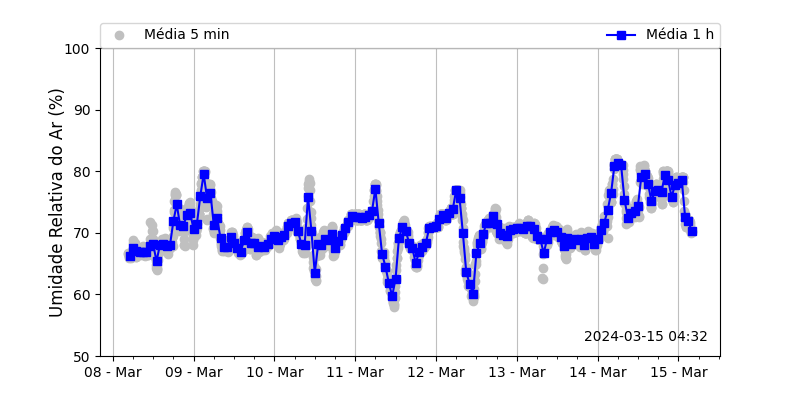 Média 5 min
Média 1 h
Umidade Relativa do Ar (%)
100
90
80
70
60
50
2024-03-15 04:32
08 - Mar
09 - Mar
10 - Mar
11 - Mar
12 - Mar
13 - Mar
14 - Mar
15 - Mar